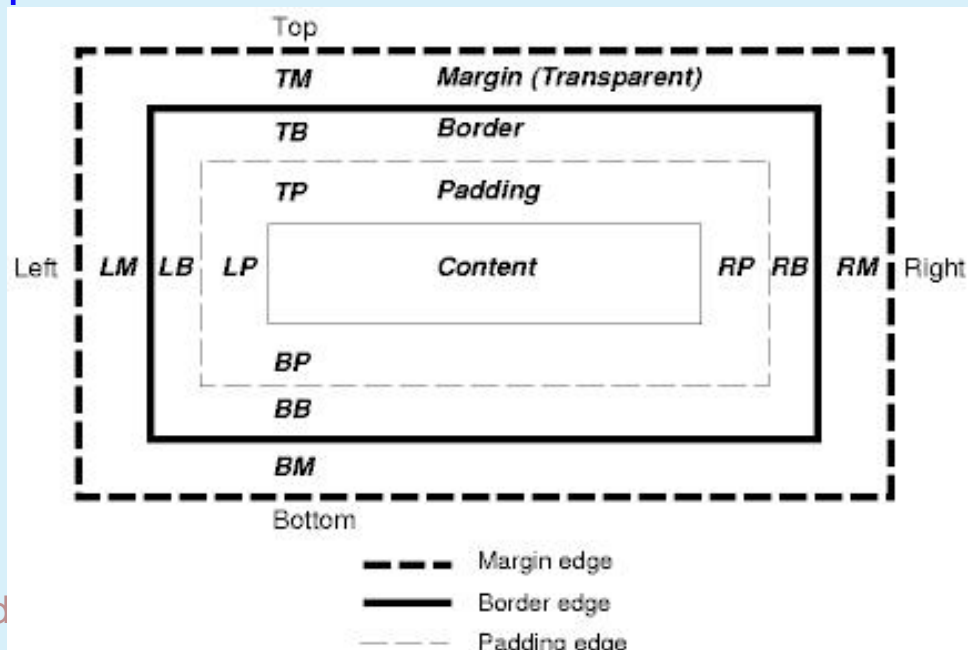 Top
TM Margin (Transparent)
TB Border
TP Padding
Left LM LB LP Content RP RB RM Right
BP
BB
BM
Bottom
Margin edge
Border edge
Padding edge